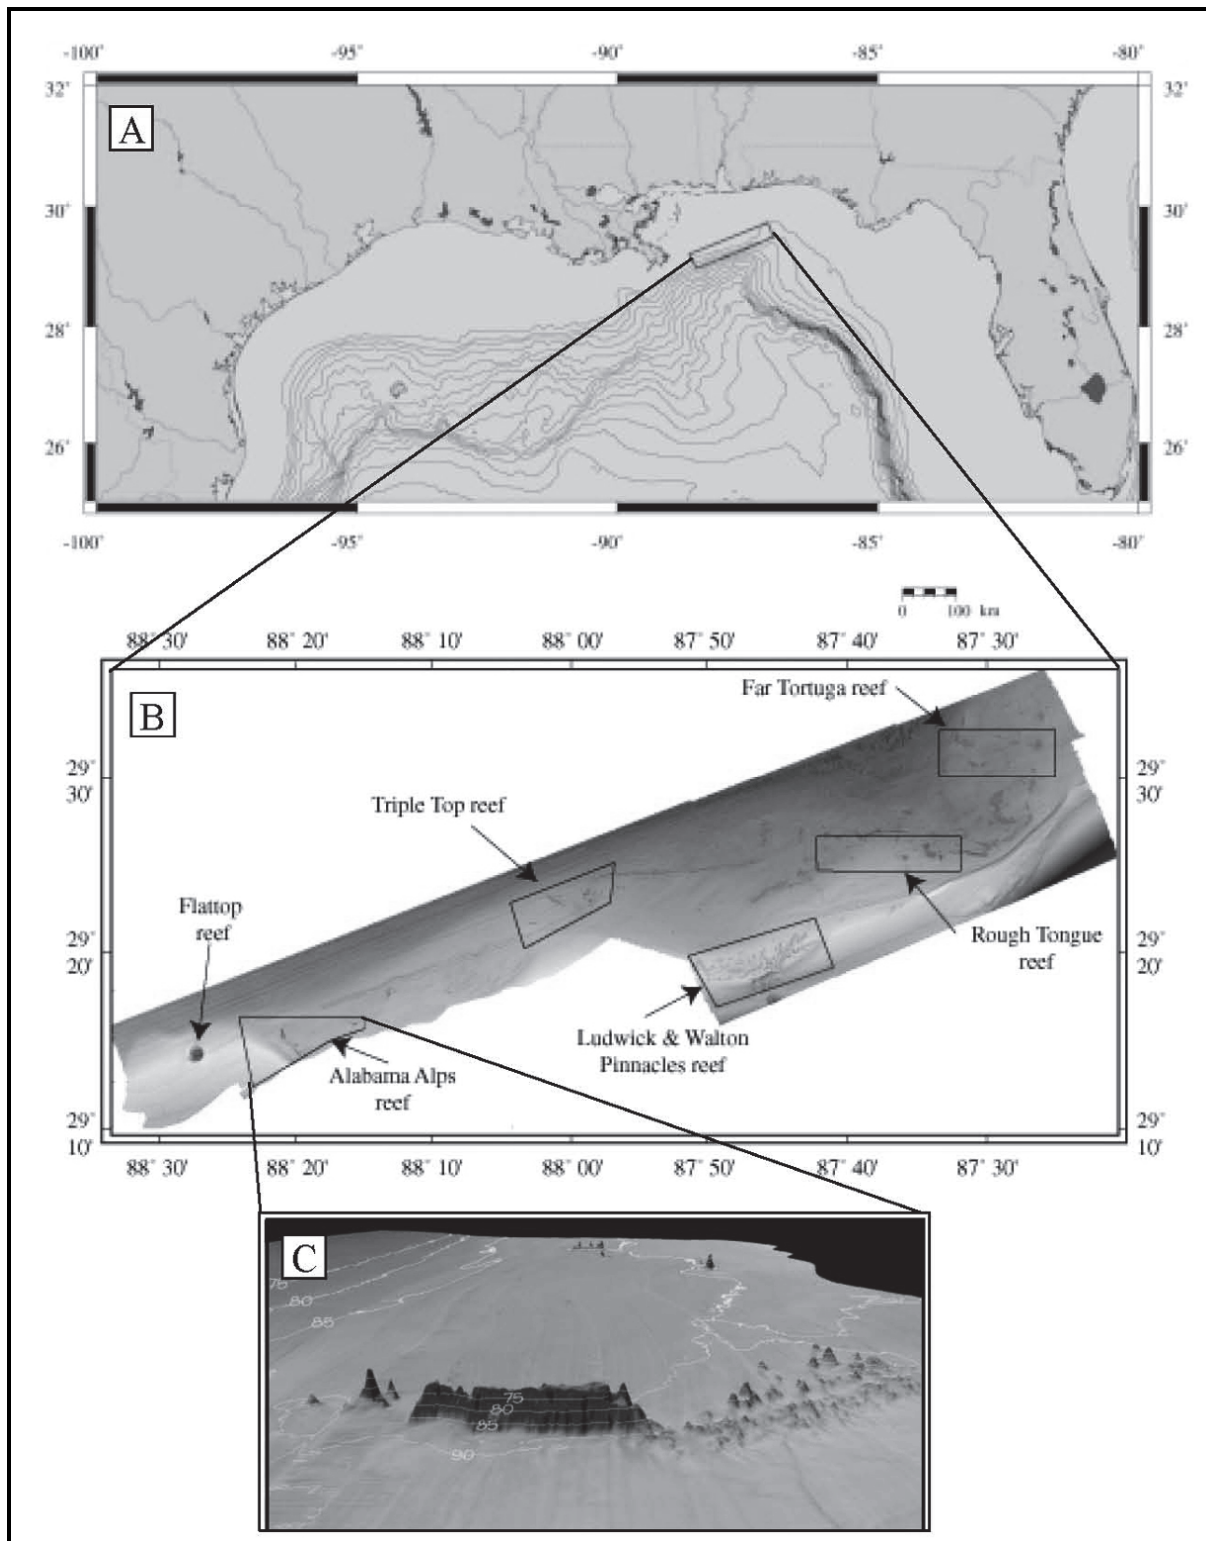 -100° -95° -90° -85° -80°
32° 32°
A
30° 30°
28° 28°
26° 26°
-100° -95° -90° -85° -80°
0 100 km
88° 30' 88° 20' 88° 10' 88° 00' 87° 50' 87° 40' 87° 30'
B
Far Tortuga reef
29° 30' 29° 30'
Triple Top reef
Flattop
reef
Rough Tongue
reef
29° 20' 29° 20'
Ludwick & Walton
Pinnacles reef
Alabama Alps
reef
29° 10' 29° 10'
88° 30' 88° 20' 88° 10' 88° 00' 87° 50' 87° 40' 87° 30'
C
75
80
85
75
80
85
90